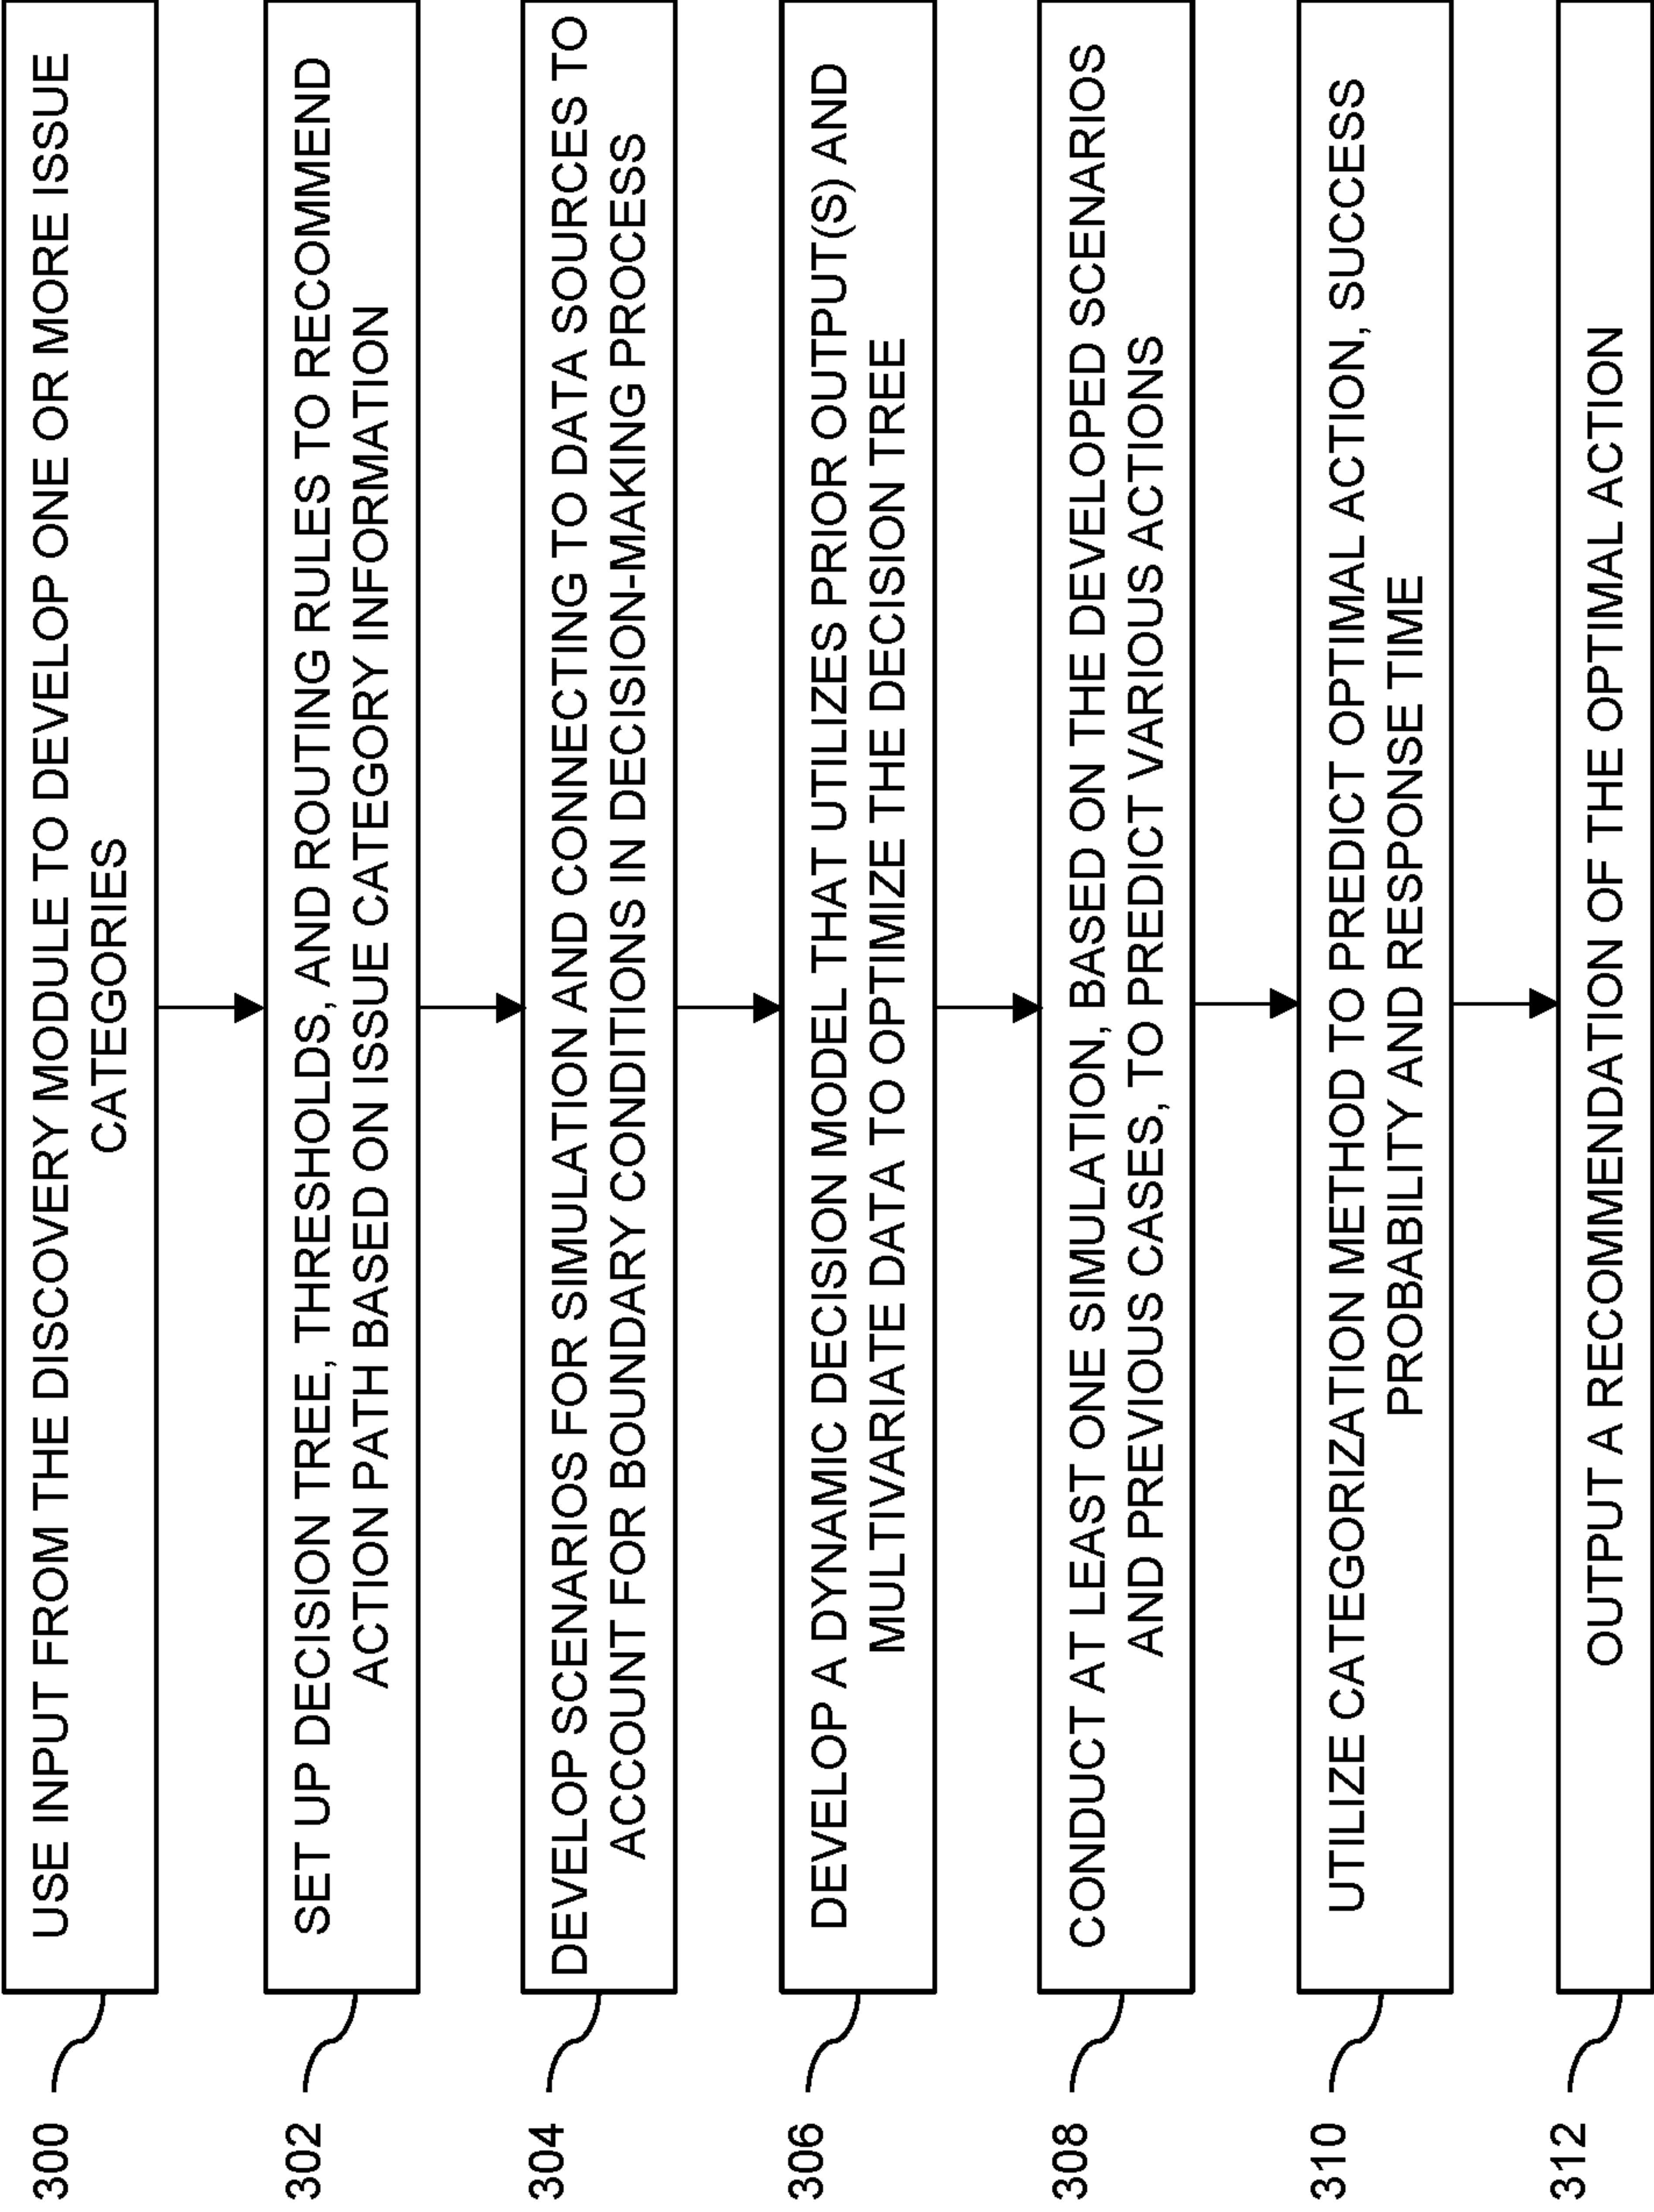 300
USE INPUT FROM THE DISCOVERY MODULE TO DEVELOP ONE OR MORE ISSUE
CATEGORIES
302
SET UP DECISION TREE, THRESHOLDS, AND ROUTING RULES TO RECOMMEND
ACTION PATH BASED ON ISSUE CATEGORY INFORMATION
304
DEVELOP SCENARIOS FOR SIMULATION AND CONNECTING TO DATA SOURCES TO
ACCOUNT FOR BOUNDARY CONDITIONS IN DECISION-MAKING PROCESS
306
DEVELOP A DYNAMIC DECISION MODEL THAT UTILIZES PRIOR OUTPUT(S) AND
MULTIVARIATE DATA TO OPTIMIZE THE DECISION TREE
308
CONDUCT AT LEAST ONE SIMULATION, BASED ON THE DEVELOPED SCENARIOS
AND PREVIOUS CASES, TO PREDICT VARIOUS ACTIONS
310
UTILIZE CATEGORIZATION METHOD TO PREDICT OPTIMAL ACTION, SUCCESS
PROBABILITY AND RESPONSE TIME
312
OUTPUT A RECOMMENDATION OF THE OPTIMAL ACTION